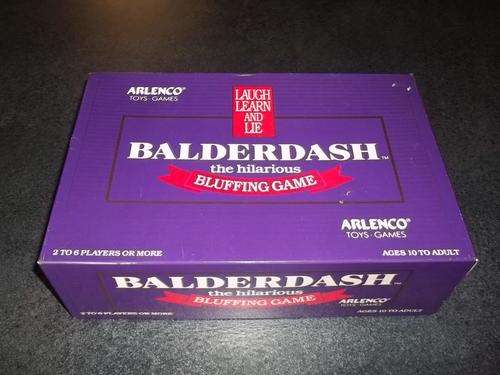 ARLENCO®
TOYS·GAMES
LAUGH
LEARN
AND
LIE
BALDERDASH™
the hilarious
BLUFFING GAME
ARLENCO®
TOYS·GAMES
2 TO 6 PLAYERS OR MORE
AGES 10 TO ADULT
BALDERDASH™
the hilarious
BLUFFING GAME
ARLENCO®
TOYS·GAMES
2 TO 6 PLAYERS OR MORE
AGES 10 TO ADULT